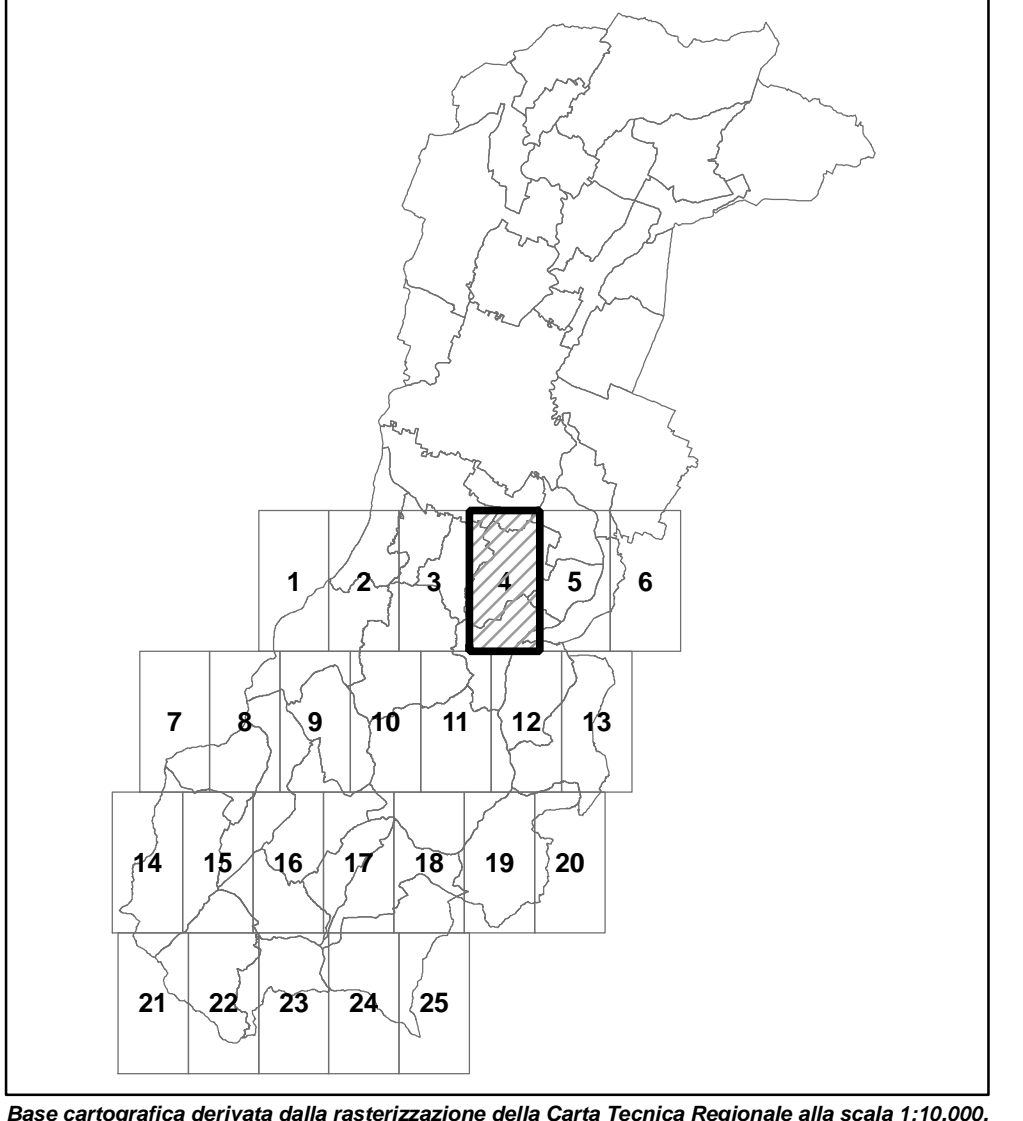 1 2 3 4 5 6
7 8 9 10 11 12 13
14 15 16 17 18 19 20
21 22 23 24 25
Base cartografica derivata dalla rasterizzazione della Carta Tecnica Regionale alla scala 1:10.000.